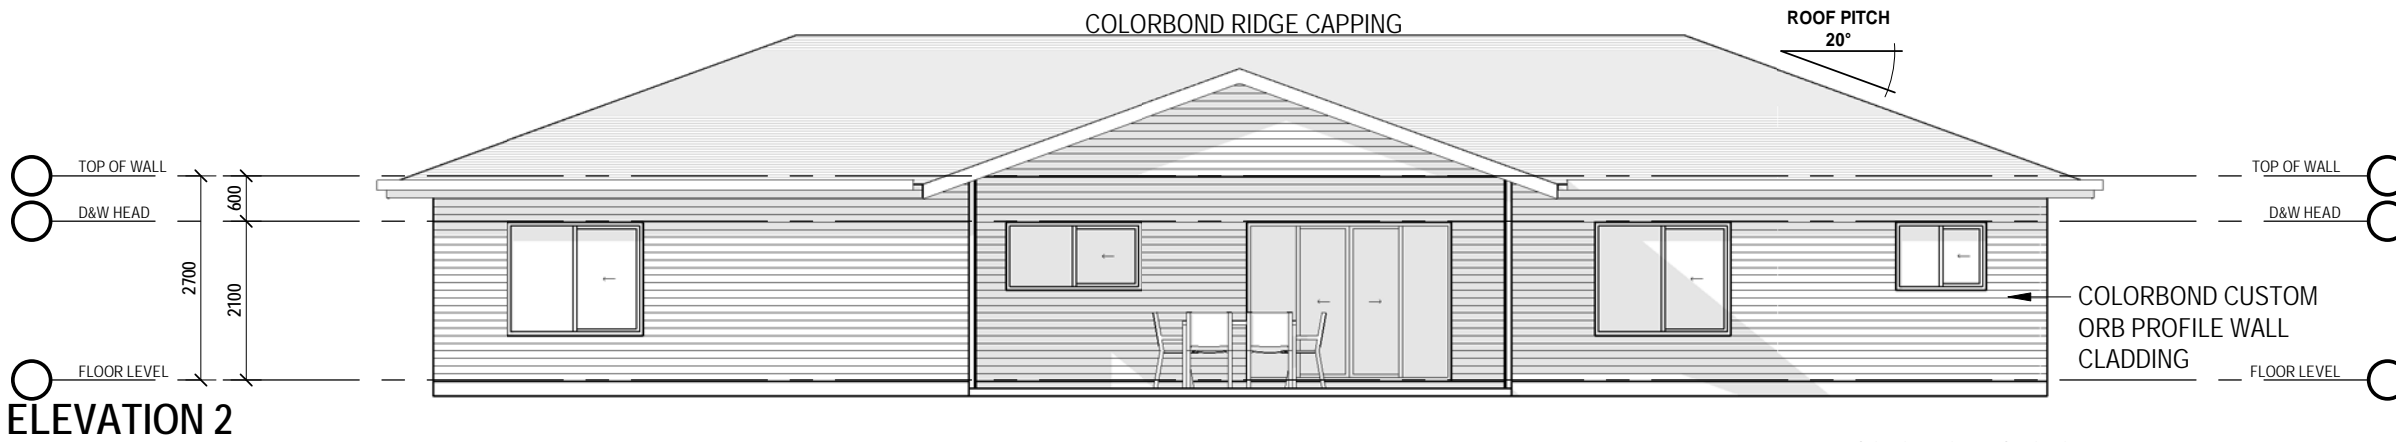 COLORBOND RIDGE CAPPING
ROOF PITCH
20°
TOP OF WALL
D&W HEAD
FLOOR LEVEL
600
2700
2100
TOP OF WALL
D&W HEAD
COLORBOND CUSTOM
ORB PROFILE WALL
CLADDING
FLOOR LEVEL
ELEVATION 2